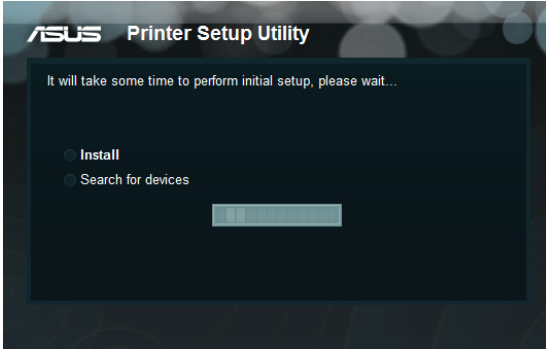 ASUS Printer Setup Utility
It will take some time to perform initial setup, please wait...
Install
Search for devices